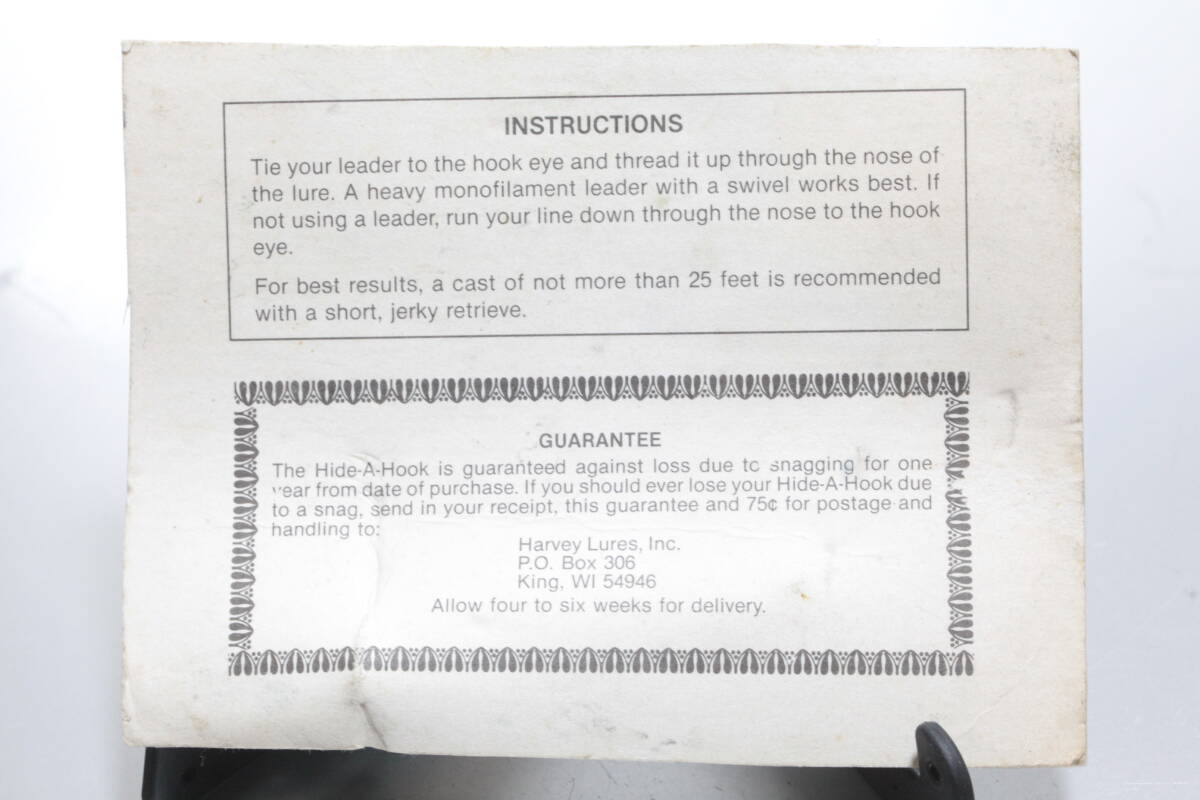 INSTRUCTIONS
Tie your leader to the hook eye and thread it up through the nose of
the lure. A heavy monofilament leader with a swivel works best. If
not using a leader, run your line down through the nose to the hook
eye.
For best results, a cast of not more than 25 feet is recommended
with a short, jerky retrieve.
GUARANTEE
The Hide-A-Hook is guaranteed against loss due to snagging for one
year from date of purchase. If you should ever lose your Hide-A-Hook due
to a snag, send in your receipt, this guarantee and 75¢ for postage and
handling to:
Harvey Lures, Inc.
P.O. Box 306
King, WI 54946
Allow four to six weeks for delivery.